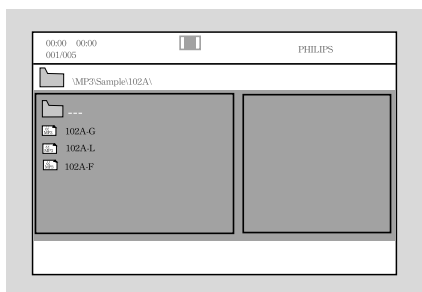 00:00 00:00
001/005
PHILIPS
\MP3\Sample\102A\
---
102A-G
102A-L
102A-F